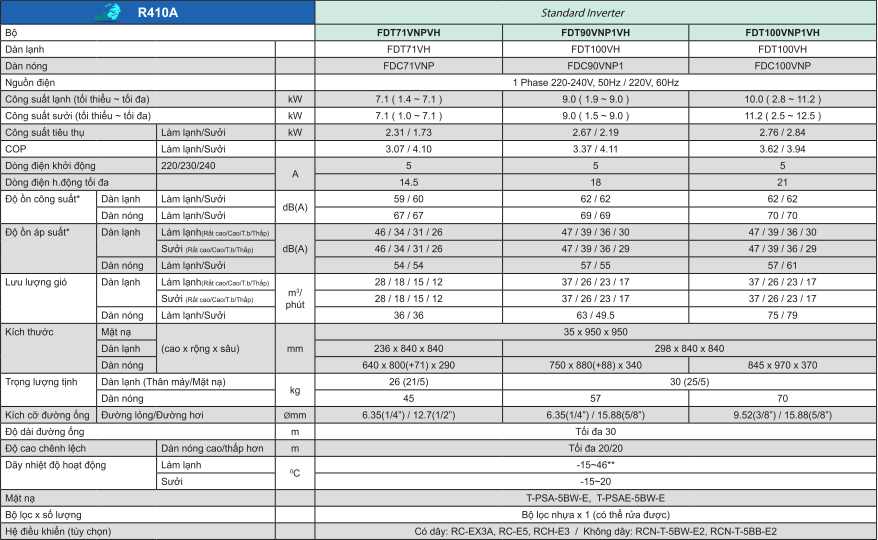 R410A Standard Inverter
Bộ FDT71VNPVH FDT90VNP1VH FDT100VNP1VH
Dàn lạnh FDT71VH FDT100VH FDT100VH
Dàn nóng FDC71VNP FDC90VNP1 FDC100VNP
Nguồn điện 1 Phase 220-240V, 50Hz / 220V, 60Hz
Công suất lạnh (tối thiểu ~ tối đa) kW 7.1 ( 1.4 ~ 7.1 ) 9.0 ( 1.9 ~ 9.0 ) 10.0 ( 2.8 ~ 11.2 )
Công suất sưởi (tối thiểu ~ tối đa) kW 7.1 ( 1.0 ~ 7.1 ) 9.0 ( 1.5 ~ 9.0 ) 11.2 ( 2.5 ~ 12.5 )
Công suất tiêu thụ Làm lạnh/Sưởi kW 2.31 / 1.73 2.67 / 2.19 2.76 / 2.84
COP Làm lạnh/Sưởi 3.07 / 4.10 3.37 / 4.11 3.62 / 3.94
Dòng điện khởi động 220/230/240 A 5 5 5
Dòng điện h.động tối đa 14.5 18 21
Độ ồn công suất* Dàn lạnh Làm lạnh/Sưởi dB(A) 59 / 60 62 / 62 62 / 62
Dàn nóng Làm lạnh/Sưởi 67 / 67 69 / 69 70 / 70
Độ ồn áp suất* Dàn lạnh Làm lạnh(Rất cao/Cao/T.b/Thấp) dB(A) 46 / 34 / 31 / 26 47 / 39 / 36 / 30 47 / 39 / 36 / 30
Sưởi (Rất cao/Cao/T.b/Thấp) 46 / 34 / 31 / 26 47 / 39 / 36 / 29 47 / 39 / 36 / 29
Dàn nóng Làm lạnh/Sưởi 54 / 54 57 / 55 57 / 61
Lưu lượng gió Dàn lạnh Làm lạnh(Rất cao/Cao/T.b/Thấp) m³/phút 28 / 18 / 15 / 12 37 / 26 / 23 / 17 37 / 26 / 23 / 17
Sưởi (Rất cao/Cao/T.b/Thấp) 28 / 18 / 15 / 12 37 / 26 / 23 / 17 37 / 26 / 23 / 17
Dàn nóng Làm lạnh/Sưởi 36 / 36 63 / 49.5 75 / 79
Kích thước Mặt nạ (cao x rộng x sâu) mm 35 x 950 x 950
Dàn lạnh 236 x 840 x 840 298 x 840 x 840
Dàn nóng 640 x 800(+71) x 290 750 x 880(+88) x 340 845 x 970 x 370
Trọng lượng tịnh Dàn lạnh (Thân máy/Mặt nạ) kg 26 (21/5) 30 (25/5)
Dàn nóng 45 57 70
Kích cỡ đường ống Đường lỏng/Đường hơi Ømm 6.35(1/4") / 12.7(1/2") 6.35(1/4") / 15.88(5/8") 9.52(3/8") / 15.88(5/8")
Độ dài đường ống m Tối đa 30
Độ cao chênh lệch Dàn nóng cao/thấp hơn m Tối đa 20/20
Dãy nhiệt độ hoạt động Làm lạnh ⁰C -15~46**
Sưởi -15~20
Mặt nạ T-PSA-5BW-E, T-PSAE-5BW-E
Bộ lọc x số lượng Bộ lọc nhựa x 1 (có thể rửa được)
Hệ điều khiển (tùy chọn) Có dây: RC-EX3A, RC-E5, RCH-E3 / Không dây: RCN-T-5BW-E2, RCN-T-5BB-E2